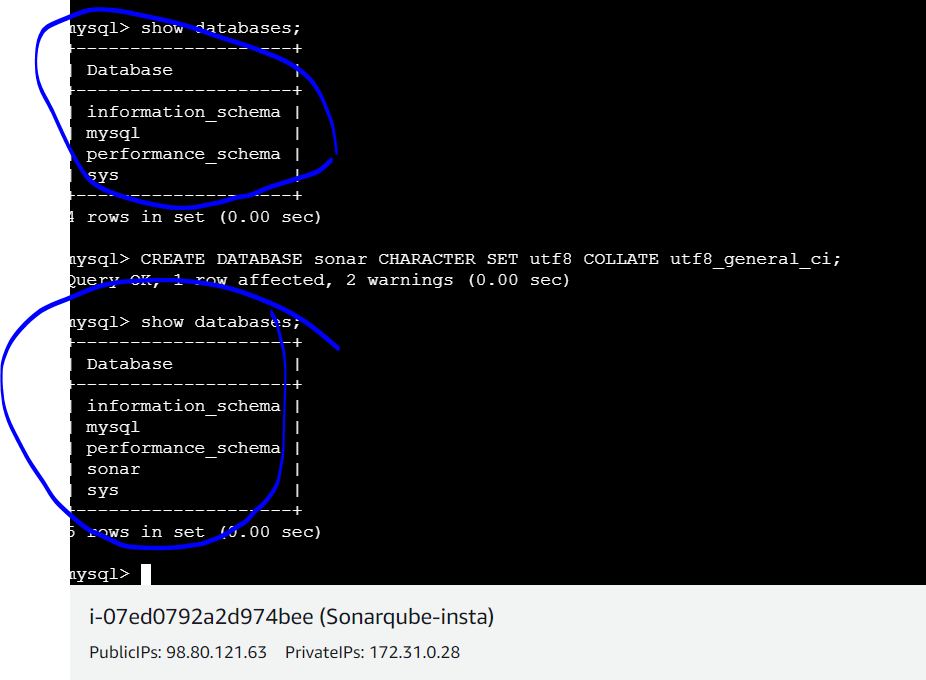 mysql> show databases;
+--------------------+
| Database           |
+--------------------+
| information_schema |
| mysql              |
| performance_schema |
| sys                |
+--------------------+
4 rows in set (0.00 sec)
mysql> CREATE DATABASE sonar CHARACTER SET utf8 COLLATE utf8_general_ci;
Query OK, 1 row affected, 2 warnings (0.00 sec)
mysql> show databases;
+--------------------+
| Database           |
+--------------------+
| information_schema |
| mysql              |
| performance_schema |
| sonar              |
| sys                |
+--------------------+
5 rows in set (0.00 sec)
mysql>
i-07ed0792a2d974bee (Sonarqube-insta)
PublicIPs: 98.80.121.63 PrivateIPs: 172.31.0.28